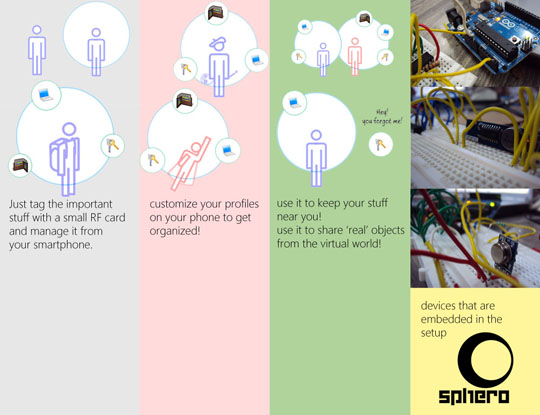 Hey!
you forgot me!
Just tag the important
stuff with a small RF card
and manage it from
your smartphone.
customize your profiles
on your phone to get
organized!
use it to keep your stuff
near you!
use it to share 'real' objects
from the virtual world!
devices that are
embedded in the
setup
sphero